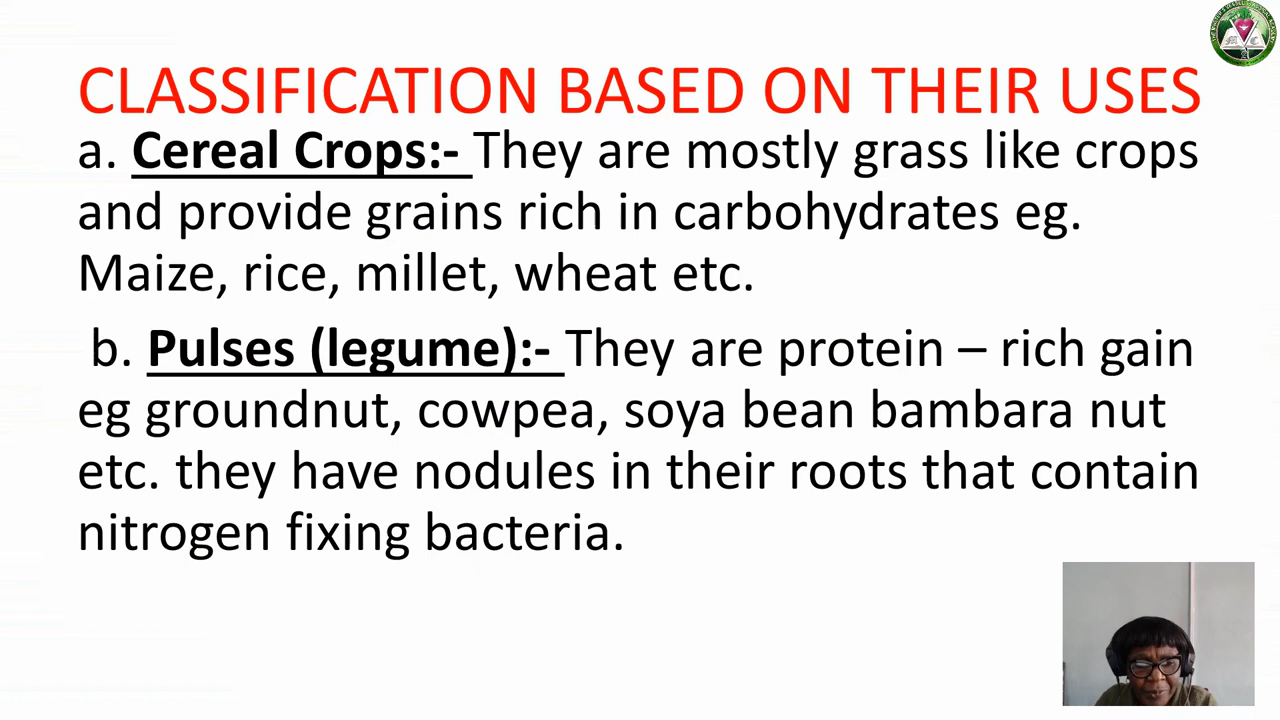 CLASSIFICATION BASED ON THEIR USES
a. Cereal Crops:- They are mostly grass like crops
and provide grains rich in carbohydrates eg.
Maize, rice, millet, wheat etc.
b. Pulses (legume):- They are protein – rich gain
eg groundnut, cowpea, soya bean bambara nut
etc. they have nodules in their roots that contain
nitrogen fixing bacteria.